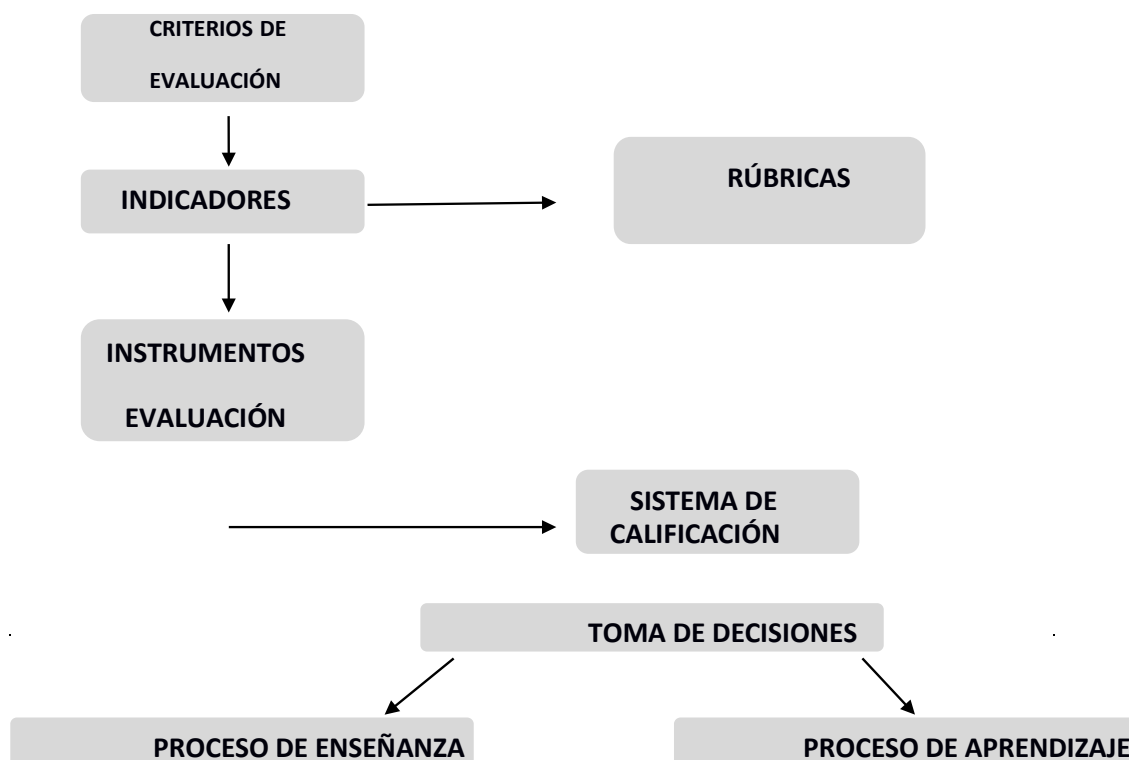 CRITERIOS DE
EVALUACIÓN
INDICADORES
RÚBRICAS
INSTRUMENTOS
EVALUACIÓN
SISTEMA DE
CALIFICACIÓN
TOMA DE DECISIONES
PROCESO DE ENSEÑANZA
PROCESO DE APRENDIZAJE